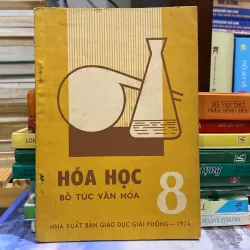 HÓA HỌC
BỔ TÚC VĂN HÓA
8
NHÀ XUẤT BẢN GIÁO DỤC GIẢI PHÓNG — 1974